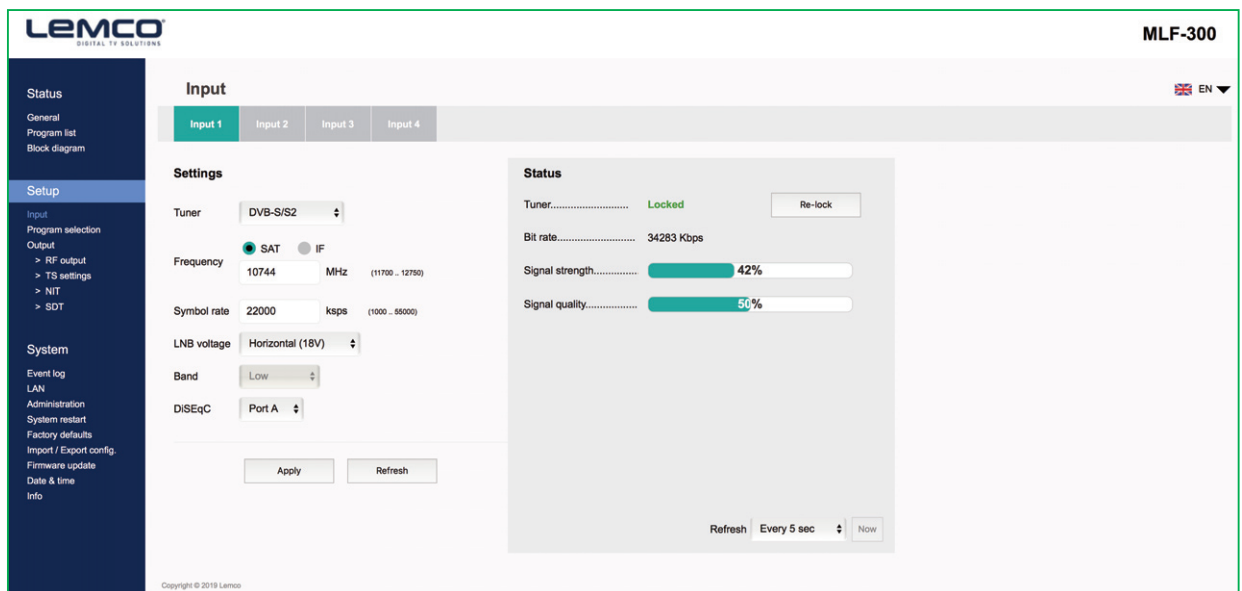 LEMCO
DIGITAL TV SOLUTIONS
MLF-300
Status
General
Program list
Block diagram
Setup
Input
Program selection
Output
> RF output
> TS settings
> NIT
> SDT
System
Event log
LAN
Administration
System restart
Factory defaults
Import / Export config.
Firmware update
Date & time
Info
Input
EN
Input 1 Input 2 Input 3 Input 4
Settings
Tuner DVB-S/S2
SAT IF
Frequency 10744 MHz (11700 .. 12750)
Symbol rate 22000 ksps (1000 .. 55000)
LNB voltage Horizontal (18V)
Band Low
DiSEqC Port A
Apply Refresh
Status
Tuner........................... Locked Re-lock
Bit rate........................... 34283 Kbps
Signal strength............... 42%
Signal quality.................. 50%
Refresh Every 5 sec Now
Copyright © 2019 Lemco